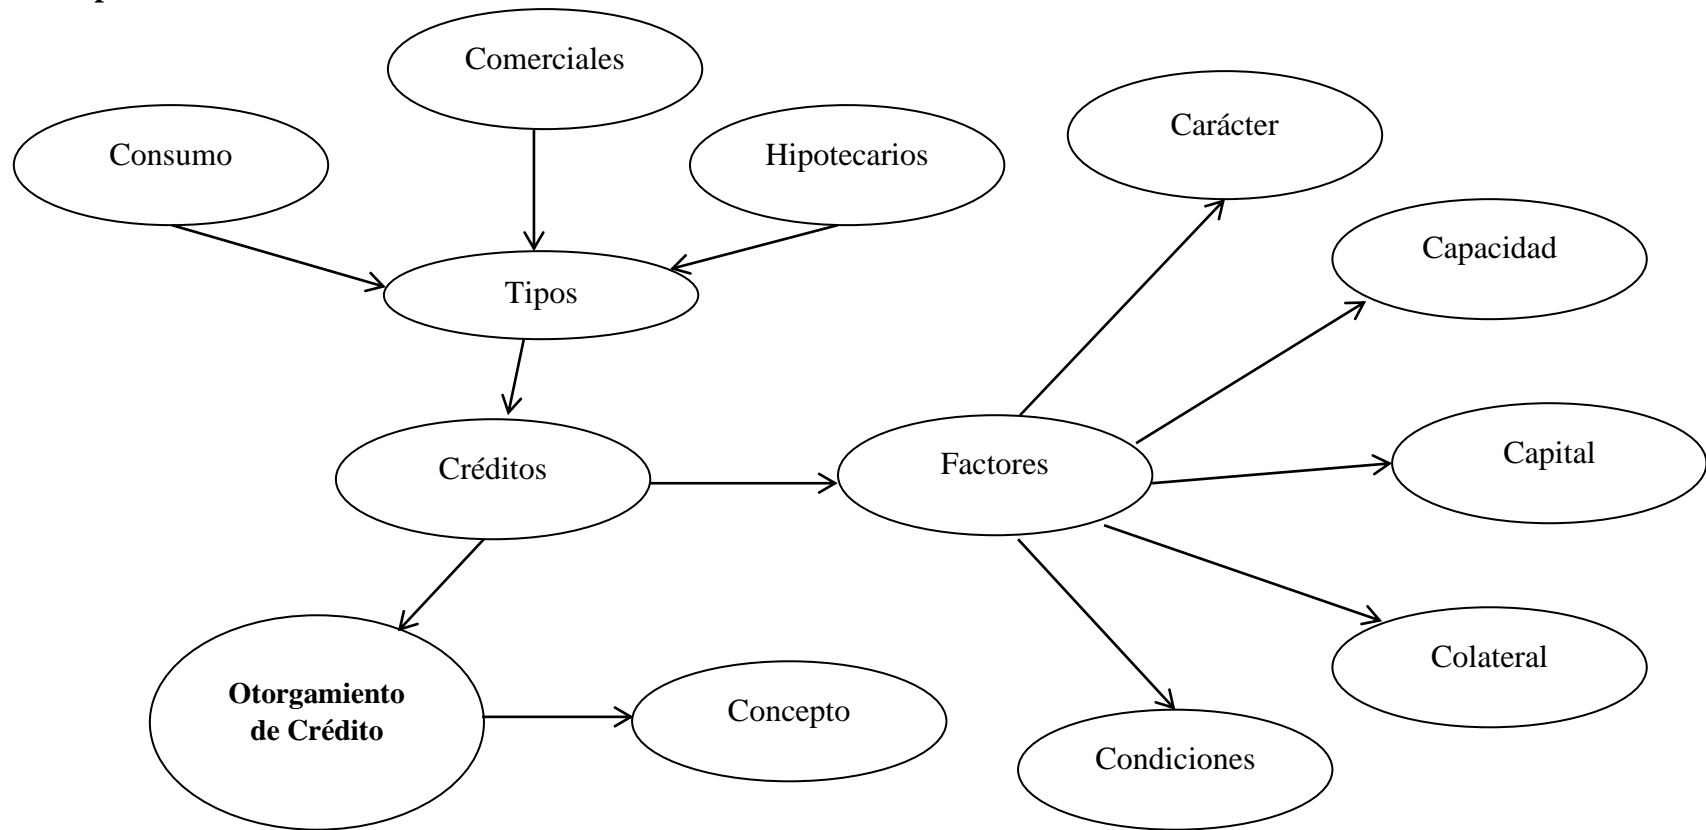 Comerciales
Consumo
Hipotecarios
Carácter
Capacidad
Tipos
Créditos
Factores
Capital
Colateral
Otorgamiento
de Crédito
Concepto
Condiciones